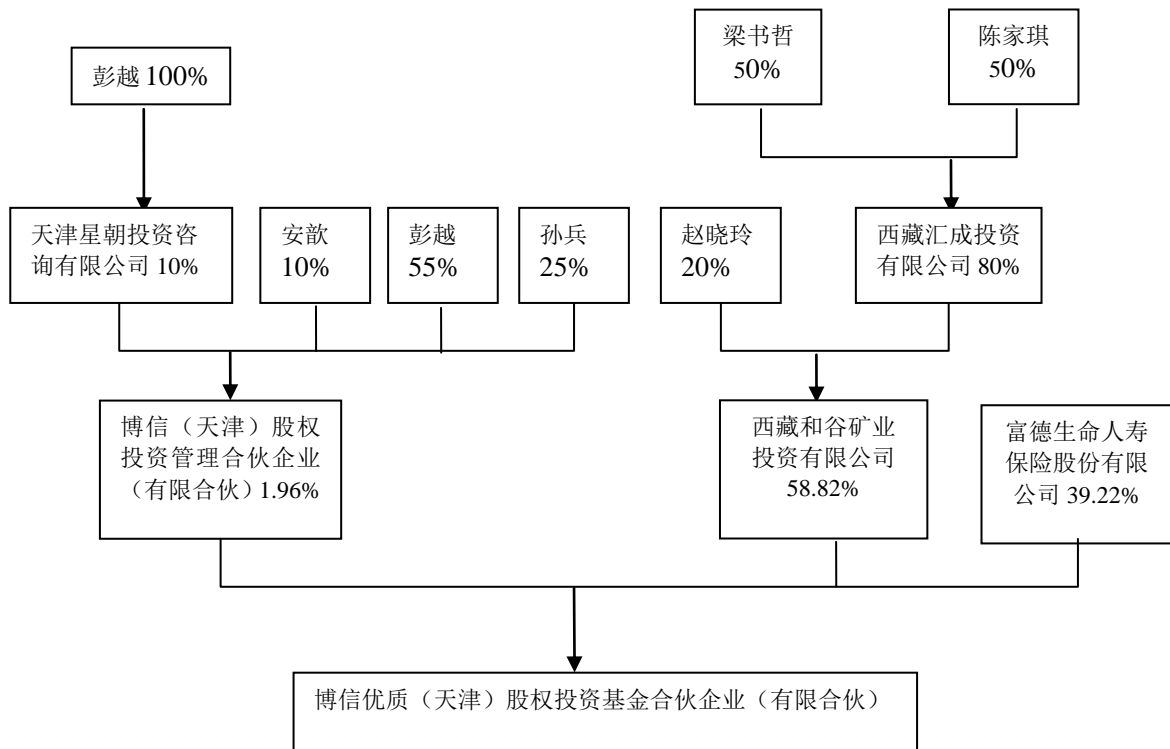 彭越 100%
梁书哲
50%
陈家琪
50%
天津星朝投资咨
询有限公司 10%
安歆
10%
彭越
55%
孙兵
25%
赵晓玲
20%
西藏汇成投资
有限公司 80%
博信（天津）股权
投资管理合伙企业
（有限合伙）1.96%
西藏和谷矿业
投资有限公司
58.82%
富德生命人寿
保险股份有限
公司 39.22%
博信优质（天津）股权投资基金合伙企业（有限合伙）